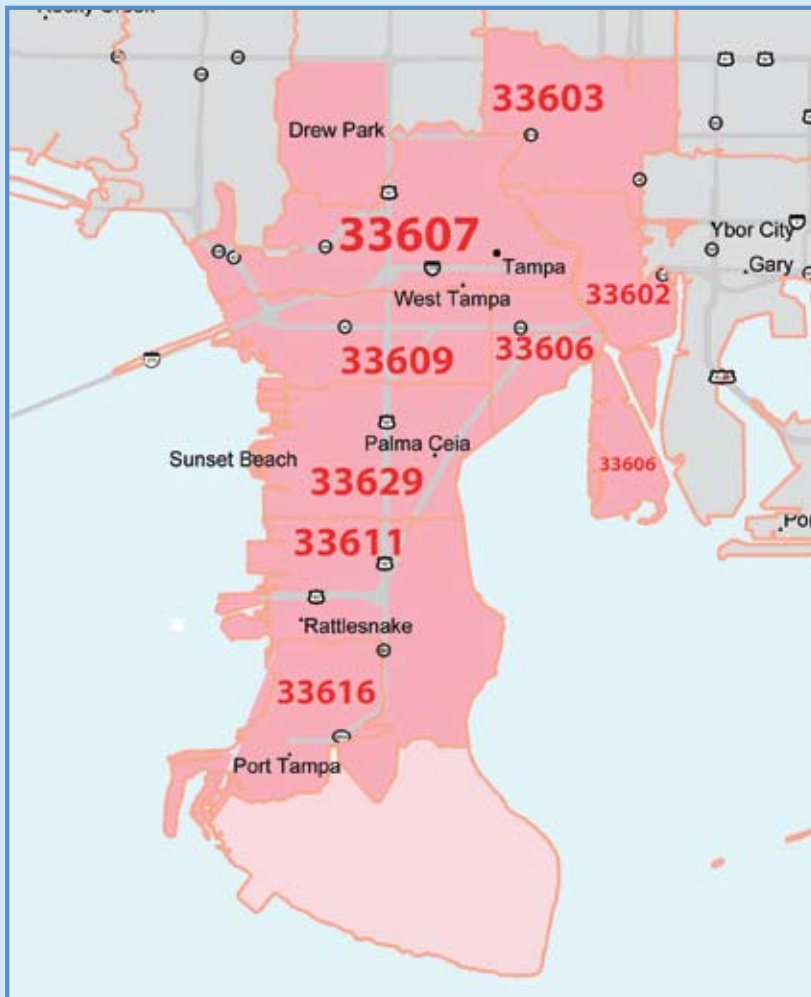 33603
Drew Park
33607
Ybor City
Tampa
Gary
33602
West Tampa
33606
33609
Palma Ceia
Sunset Beach
33606
33629
33611
Rattlesnake
33616
Port Tampa